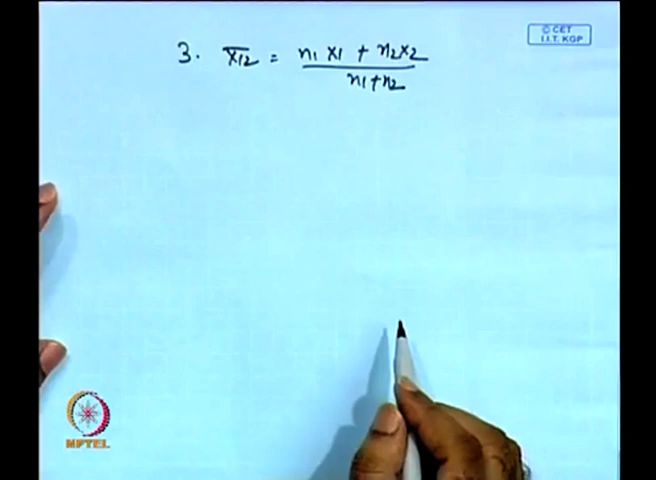 3. x̄12 = (n1 x1 + n2 x2) / (n1 + n2)
© CET
I.I.T. KGP
NPTEL